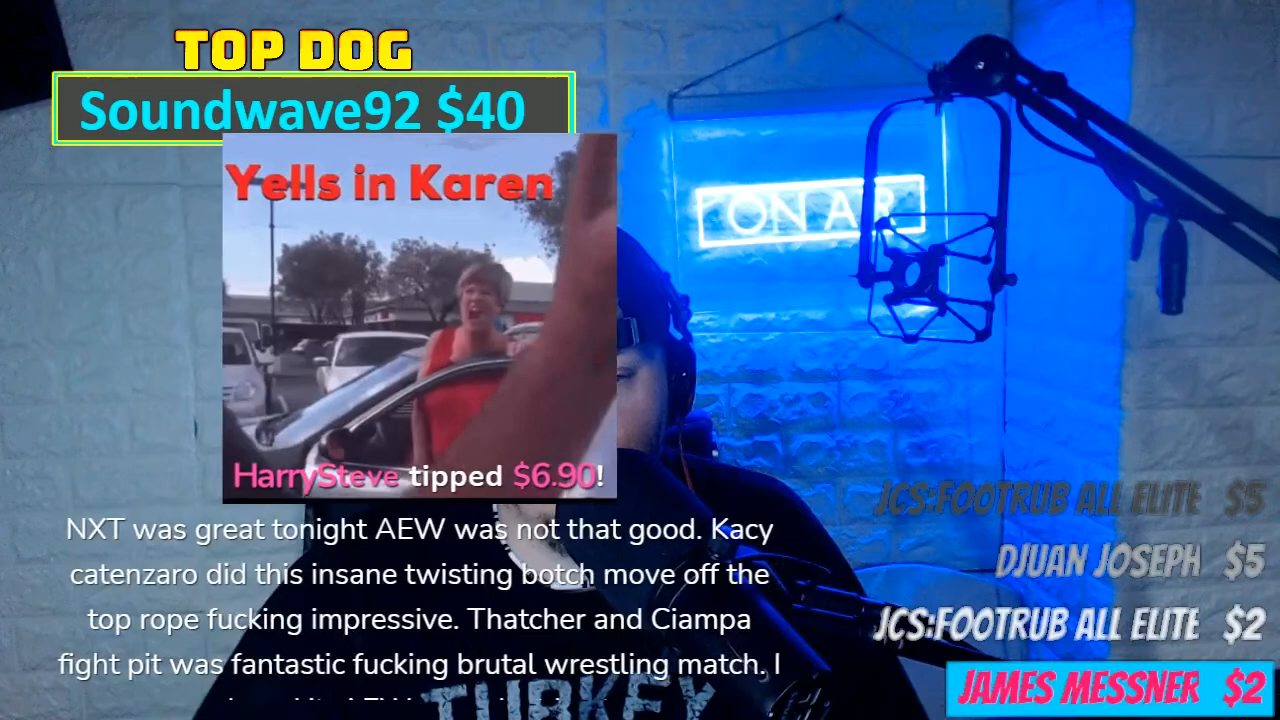 TOP DOG
Soundwave92 $40
Yells in Karen
ON AIR
HarrySteve tipped $6.90!
NXT was great tonight AEW was not that good. Kacy
catenzaro did this insane twisting botch move off the
top rope fucking impressive. Thatcher and Ciampa
fight pit was fantastic fucking brutal wrestling match. I
JCS:FOOTRUB ALL ELITE $5
DJUAN JOSEPH $5
JCS:FOOTRUB ALL ELITE $2
JAMES MESSNER $2
TURKEY